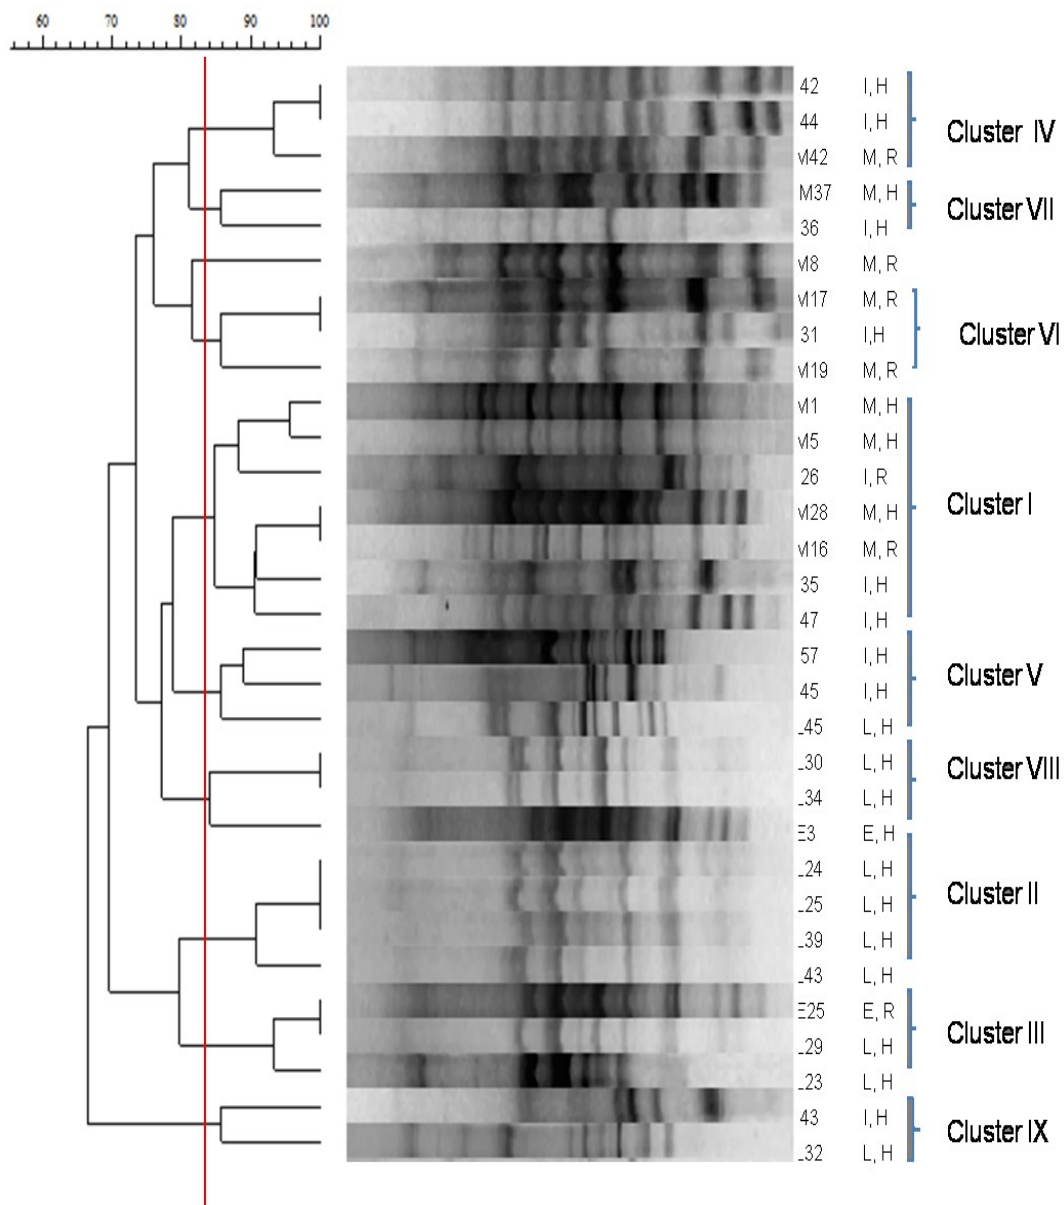 60 70 80 90 100
42 I, H
44 I, H
Cluster IV
M42 M, R
M37 M, H
Cluster VII
36 I, H
M8 M, R
M17 M, R
31 I,H
Cluster VI
M19 M, R
M1 M, H
M5 M, H
26 I, R
Cluster I
M28 M, H
M16 M, R
35 I, H
47 I, H
57 I, H
Cluster V
45 I, H
L45 L, H
L30 L, H
Cluster VIII
L34 L, H
E3 E, H
L24 L, H
Cluster II
L25 L, H
L39 L, H
L43 L, H
E25 E, R
Cluster III
L29 L, H
L23 L, H
43 I, H
Cluster IX
L32 L, H